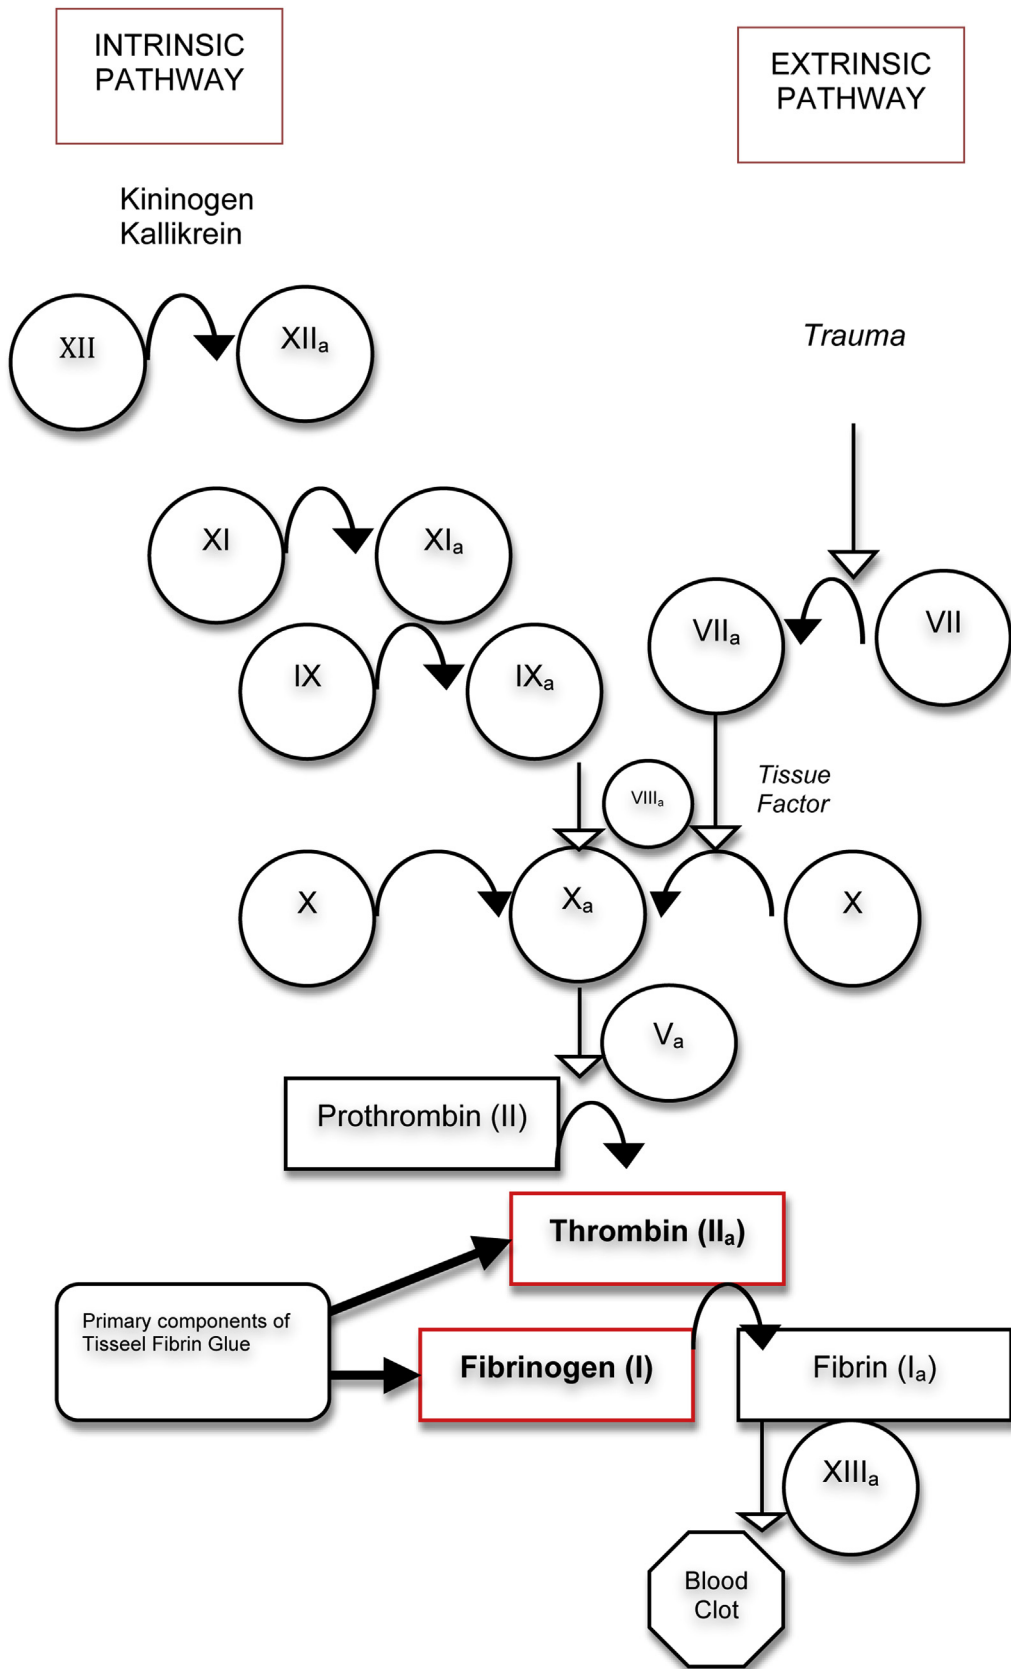 INTRINSIC
PATHWAY
EXTRINSIC
PATHWAY
Kininogen
Kallikrein
XII
XIIa
Trauma
XI
XIa
VIIa
VII
IX
IXa
VIIIa
Tissue
Factor
X
Xa
X
Va
Prothrombin (II)
Thrombin (IIa)
Primary components of
Tisseel Fibrin Glue
Fibrinogen (I)
Fibrin (Ia)
XIIIa
Blood
Clot